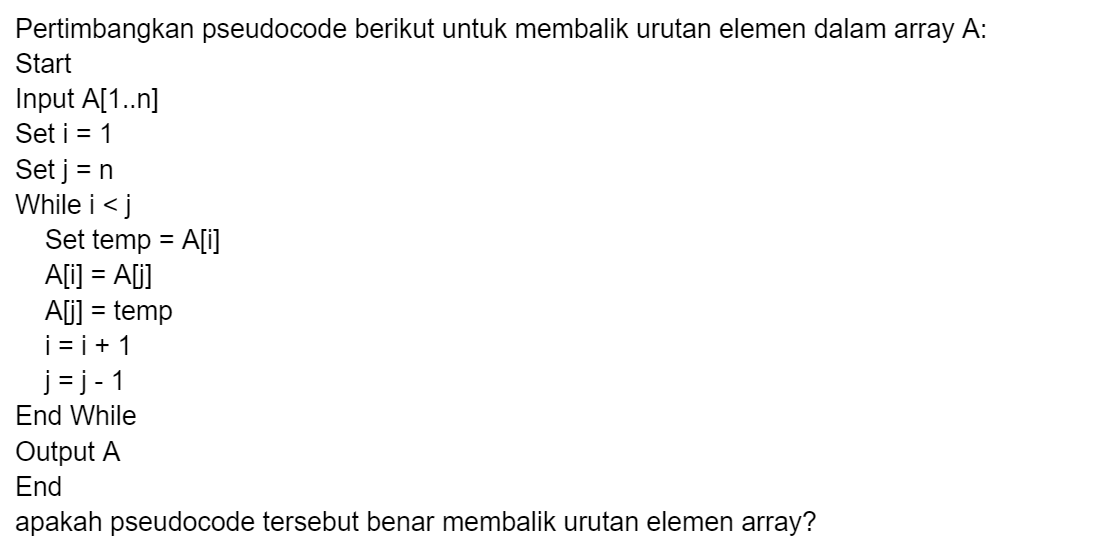 Pertimbangkan pseudocode berikut untuk membalik urutan elemen dalam array A:
Start
Input A[1..n]
Set i = 1
Set j = n
While i < j
Set temp = A[i]
A[i] = A[j]
A[j] = temp
i = i + 1
j = j - 1
End While
Output A
End
apakah pseudocode tersebut benar membalik urutan elemen array?